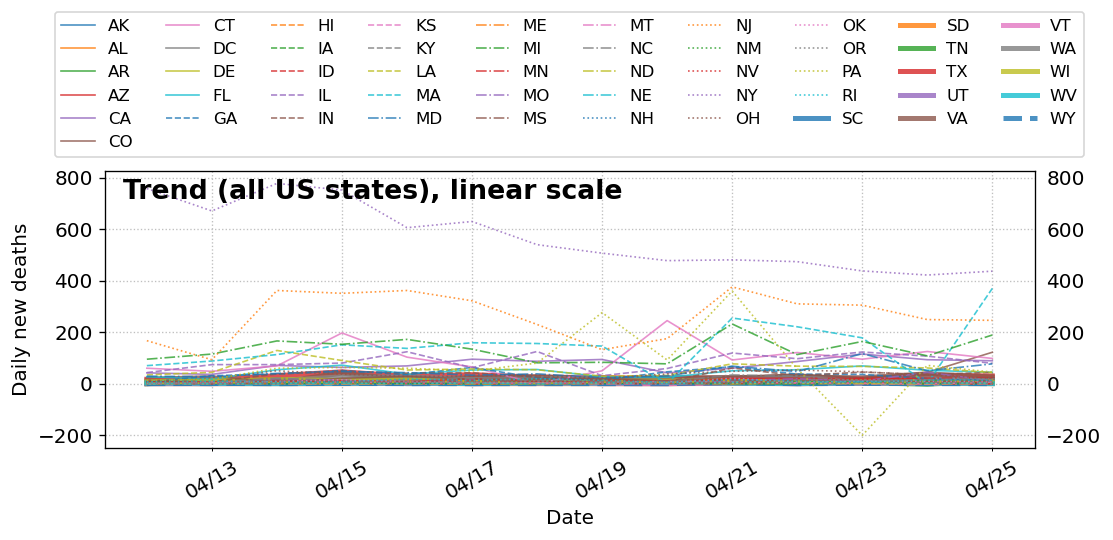 AK CT HI KS ME MT NJ OK SD VT
AL DC IA KY MI NC NM OR TN WA
AR DE ID LA MN ND NV PA TX WI
AZ FL IL MA MO NE NY RI UT WV
CA GA IN MD MS NH OH SC VA WY
CO
Trend (all US states), linear scale
800 800
600 600
400 400
200 200
0 0
−200 −200
Daily new deaths
04/13 04/15 04/17 04/19 04/21 04/23 04/25
Date